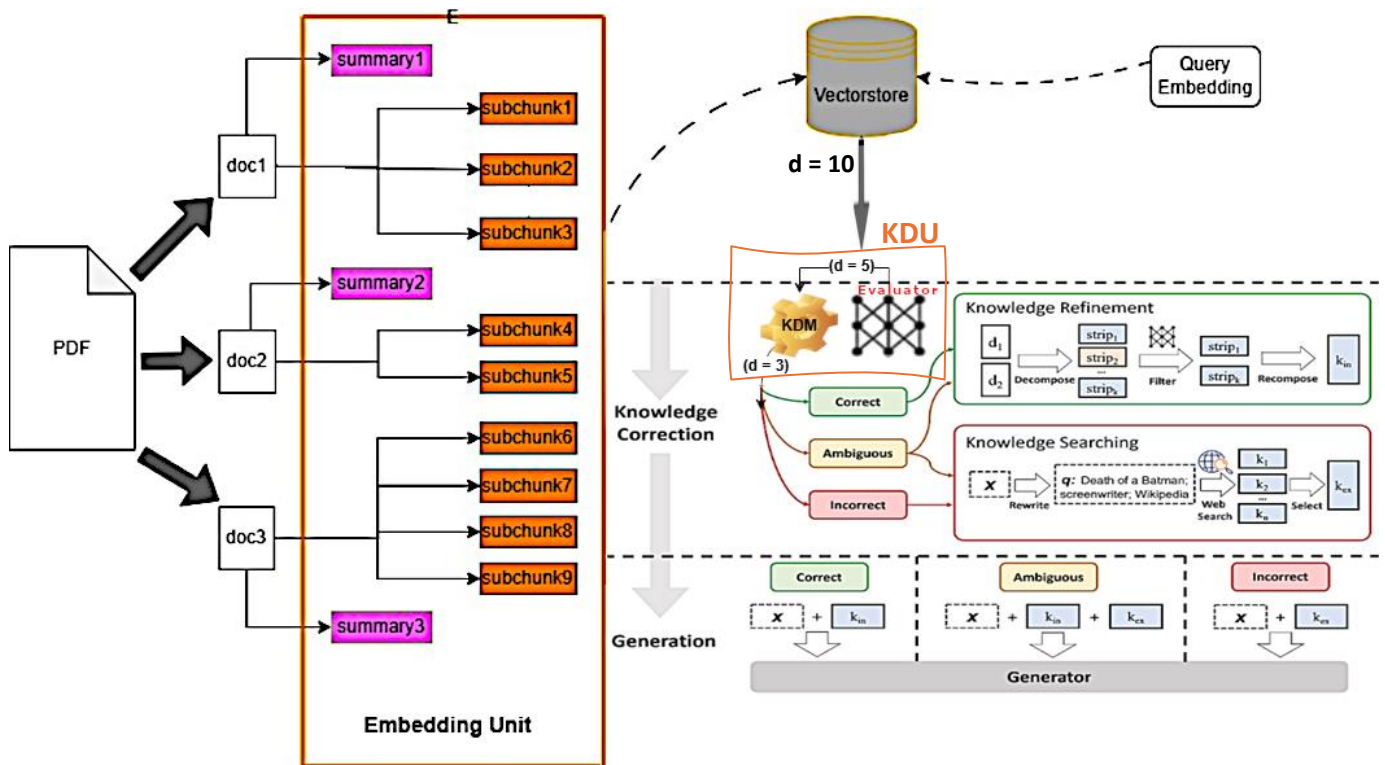 E
summary1
subchunk1
doc1
subchunk2
subchunk3
PDF
summary2
doc2
subchunk4
subchunk5
subchunk6
subchunk7
doc3
subchunk8
subchunk9
summary3
Embedding Unit
Vectorstore
Query
Embedding
d = 10
KDU
(d = 5)
Evaluator
KDM
(d = 3)
Knowledge
Correction
Correct
Ambiguous
Incorrect
Knowledge Refinement
d₁
d₂
Decompose
strip₁
strip₂
...
stripₖ
Filter
strip₁
stripₖ
Recompose
kᵢₙ
Knowledge Searching
x
Rewrite
q: Death of a Batman;
screenwriter; Wikipedia
Web
Search
k₁
k₂
...
kₙ
Select
kₑₓ
Generation
Correct
x + kᵢₙ
Ambiguous
x + kᵢₙ + kₑₓ
Incorrect
x + kₑₓ
Generator